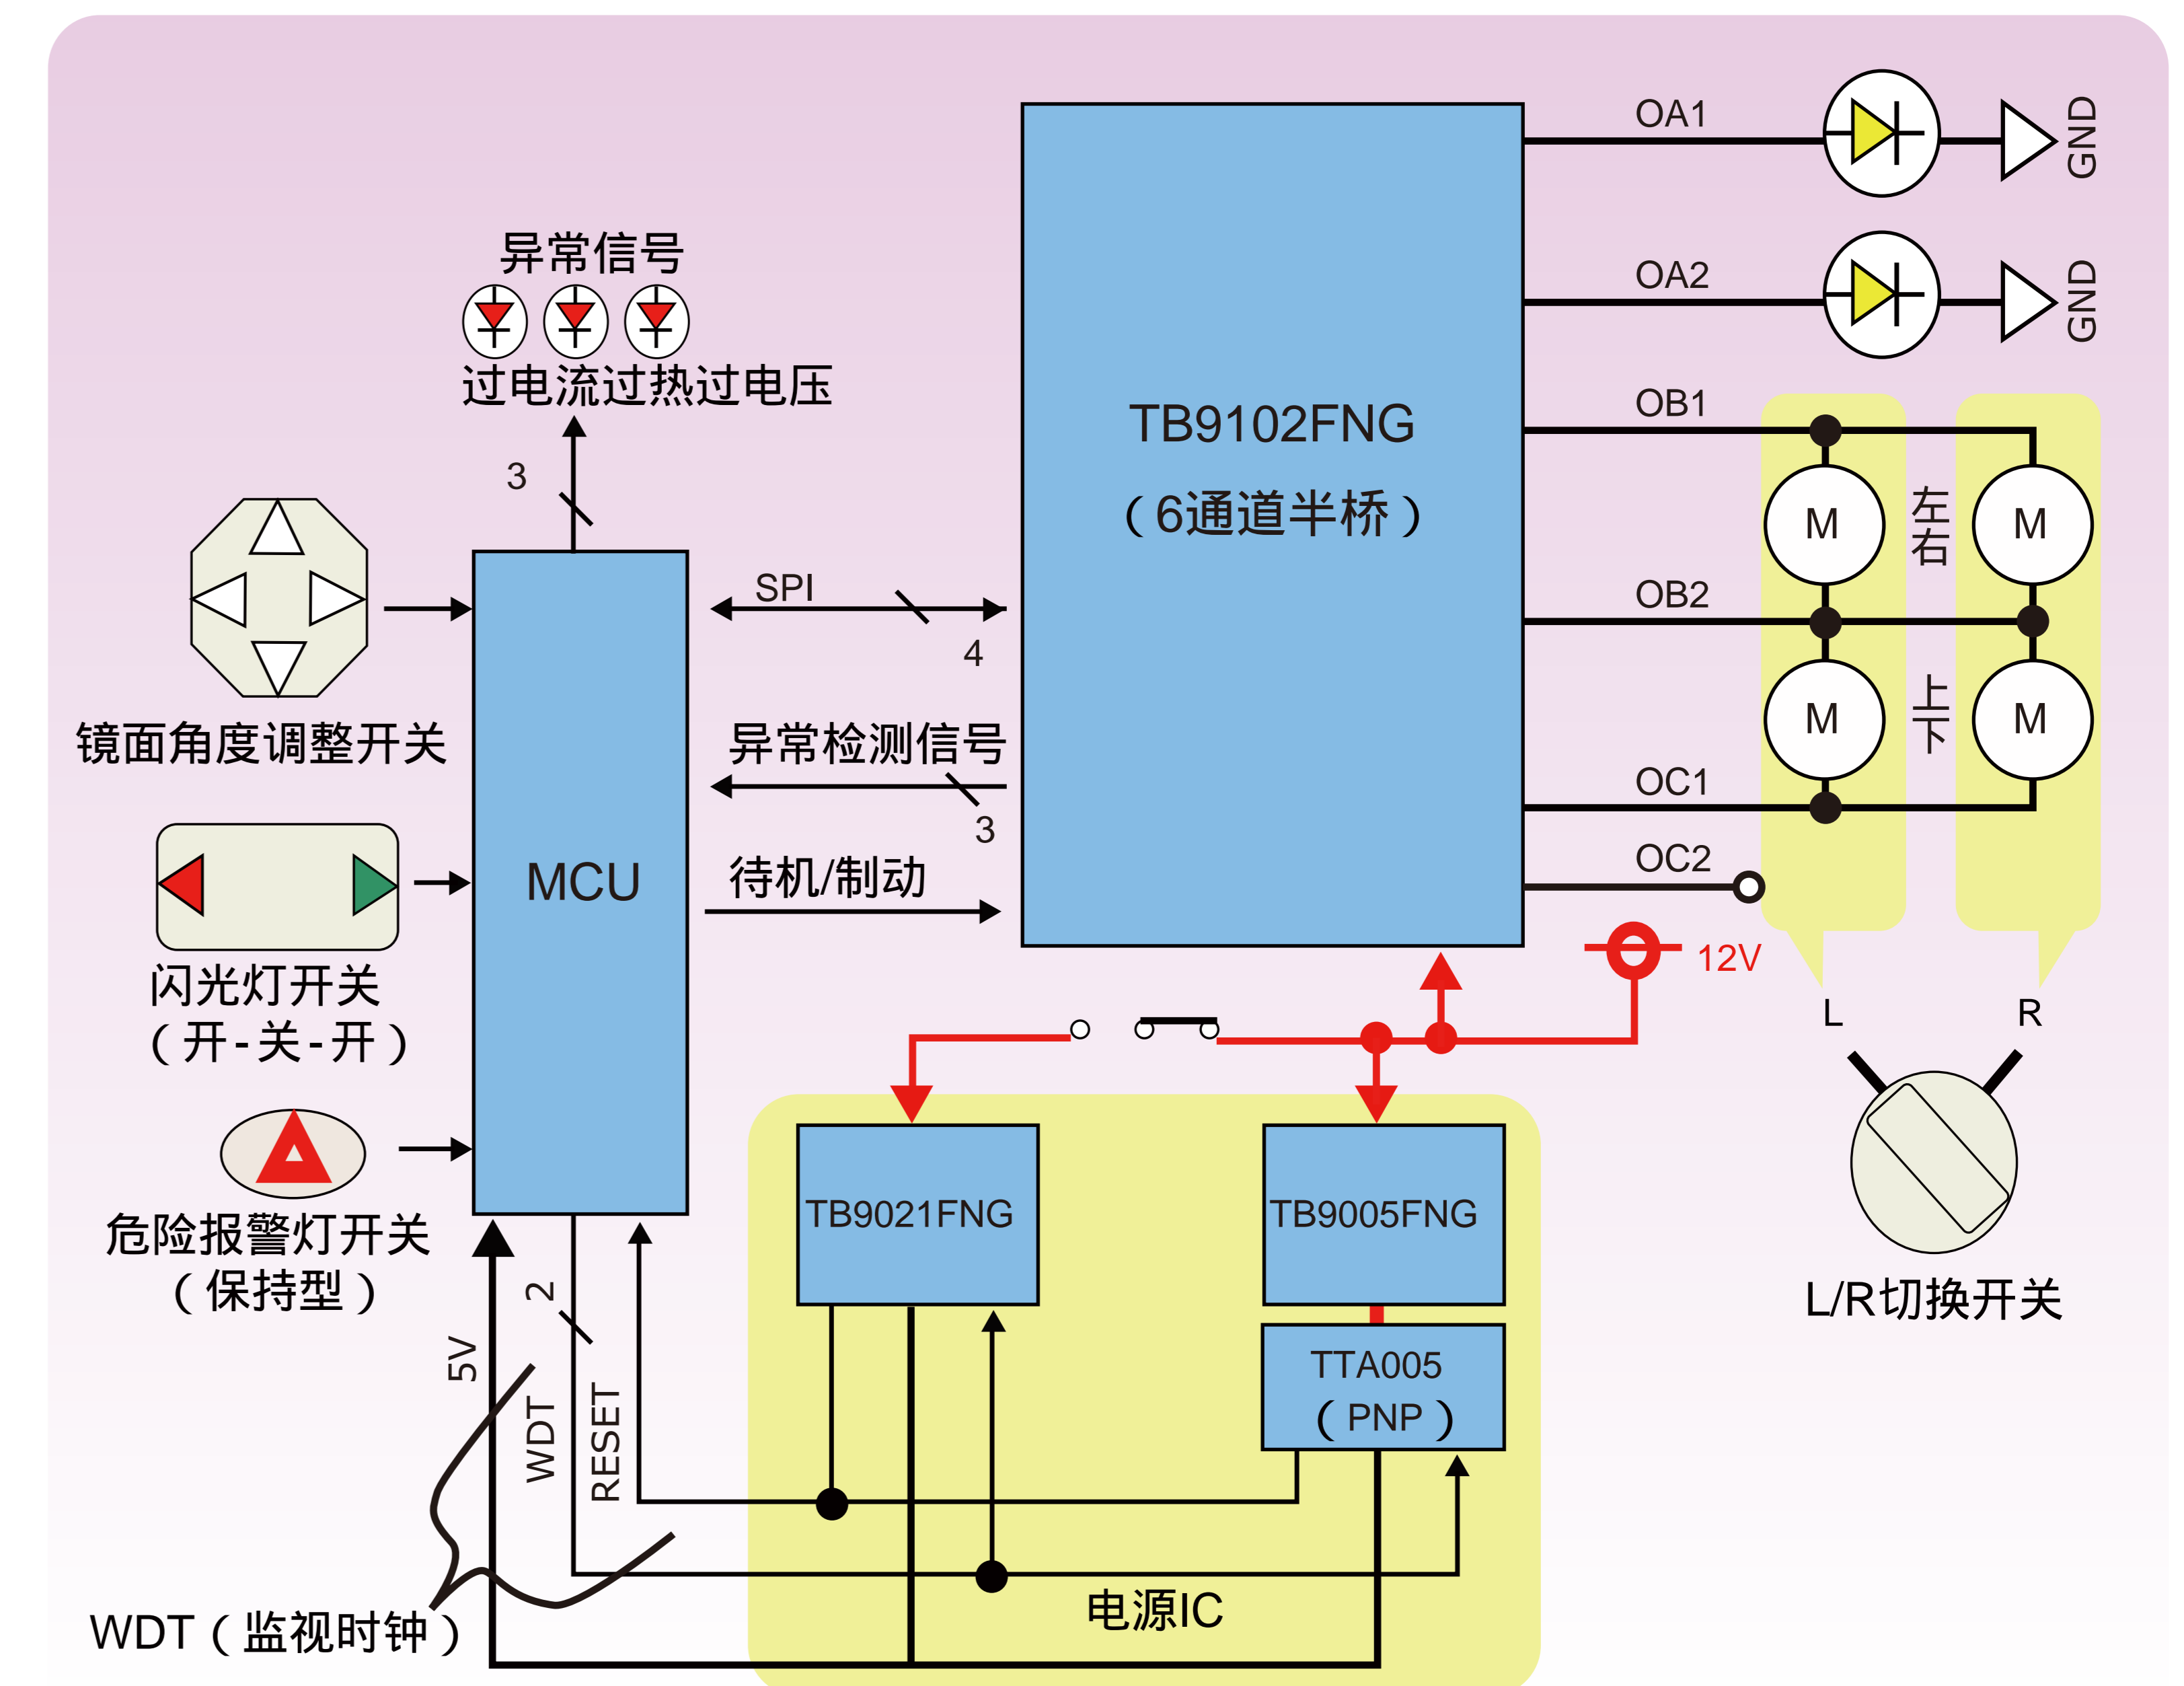 OA1
GND
异常信号
过电流过热过电压
OA2
GND
3
TB9102FNG
（6通道半桥）
OB1
M
左右
M
SPI
4
OB2
镜面角度调整开关
异常检测信号
3
M
上下
M
OC1
MCU
待机/制动
OC2
闪光灯开关
（开-关-开）
12V
L
R
危险报警灯开关
（保持型）
TB9021FNG
TB9005FNG
L/R切换开关
5V
2
WDT
RESET
TTA005
（PNP）
电源IC
WDT（监视时钟）